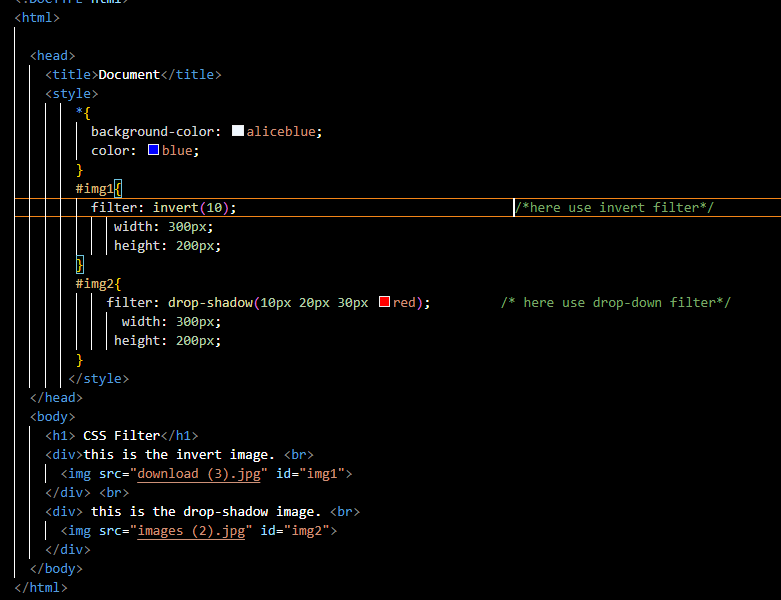 <!DOCTYPE html>
<html>
<head>
<title>Document</title>
<style>
*{
background-color: aliceblue;
color: blue;
}
#img1{
filter: invert(10); /*here use invert filter*/
width: 300px;
height: 200px;
}
#img2{
filter: drop-shadow(10px 20px 30px red); /* here use drop-down filter*/
width: 300px;
height: 200px;
}
</style>
</head>
<body>
<h1> CSS Filter</h1>
<div>this is the invert image. <br>
<img src="download (3).jpg" id="img1">
</div> <br>
<div> this is the drop-shadow image. <br>
<img src="images (2).jpg" id="img2">
</div>
</body>
</html>